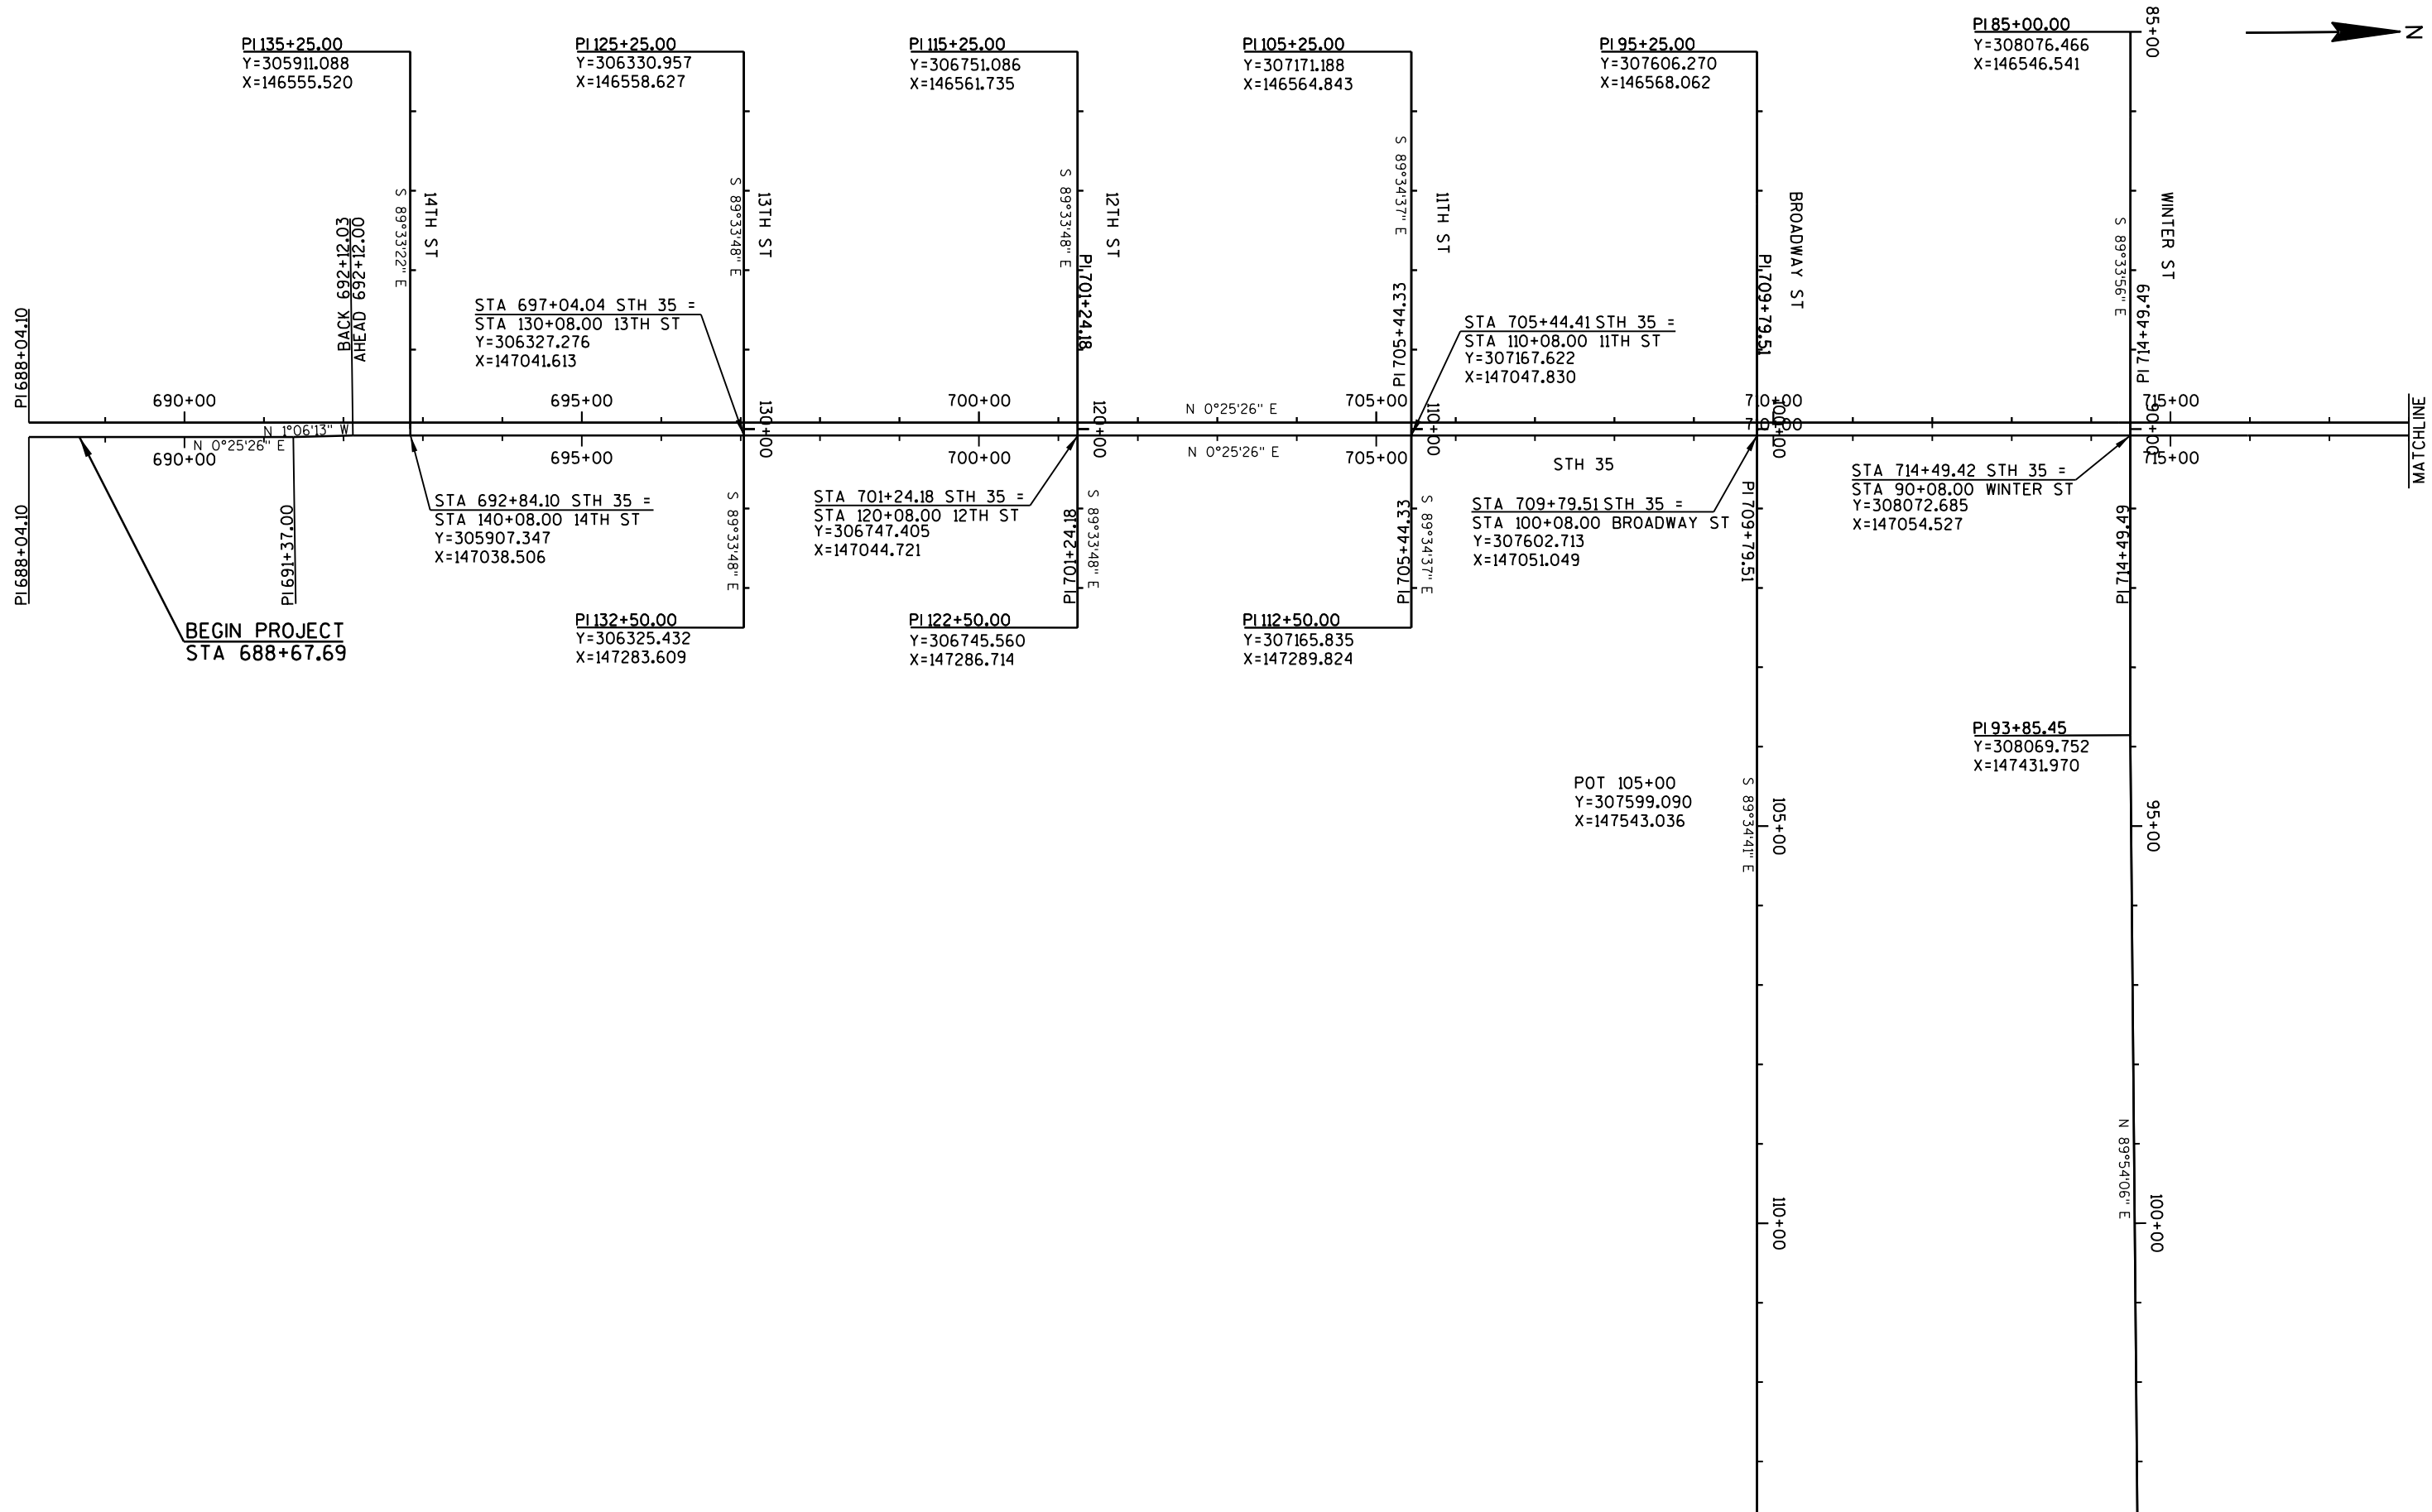 PI 135+25.00
Y=305911.088
X=146555.520
PI 125+25.00
Y=306330.957
X=146558.627
PI 115+25.00
Y=306751.086
X=146561.735
PI 105+25.00
Y=307171.188
X=146564.843
PI 95+25.00
Y=307606.270
X=146568.062
PI 85+00.00
Y=308076.466
X=146546.541
85+00
N
S 89°33'22" E
14TH ST
S 89°33'48" E
13TH ST
S 89°33'48" E
12TH ST
S 89°34'37" E
11TH ST
BROADWAY ST
S 89°33'56" E
WINTER ST
BACK 692+12.03
AHEAD 692+12.00
PI 701+24.18
PI 705+44.33
PI 709+79.51
PI 714+49.49
PI 688+04.10
STA 697+04.04 STH 35 =
STA 130+08.00 13TH ST
Y=306327.276
X=147041.613
STA 705+44.41 STH 35 =
STA 110+08.00 11TH ST
Y=307167.622
X=147047.830
690+00
695+00
700+00
N 0°25'26" E
705+00
710+00
715+00
130+00
120+00
110+00
100+00
90+00
710+00
MATCHLINE
N 1°06'13" W
N 0°25'26" E
690+00
695+00
700+00
N 0°25'26" E
705+00
STH 35
715+00
STA 692+84.10 STH 35 =
STA 140+08.00 14TH ST
Y=305907.347
X=147038.506
STA 701+24.18 STH 35 =
STA 120+08.00 12TH ST
Y=306747.405
X=147044.721
STA 709+79.51 STH 35 =
STA 100+08.00 BROADWAY ST
Y=307602.713
X=147051.049
STA 714+49.42 STH 35 =
STA 90+08.00 WINTER ST
Y=308072.685
X=147054.527
PI 688+04.10
PI 691+37.00
S 89°33'48" E
PI 701+24.18
S 89°33'48" E
PI 705+44.33
S 89°34'37" E
PI 709+79.51
PI 714+49.49
BEGIN PROJECT
STA 688+67.69
PI 132+50.00
Y=306325.432
X=147283.609
PI 122+50.00
Y=306745.560
X=147286.714
PI 112+50.00
Y=307165.835
X=147289.824
PI 93+85.45
Y=308069.752
X=147431.970
POT 105+00
Y=307599.090
X=147543.036
S 89°34'41" E
105+00
95+00
N 89°54'06" E
110+00
100+00